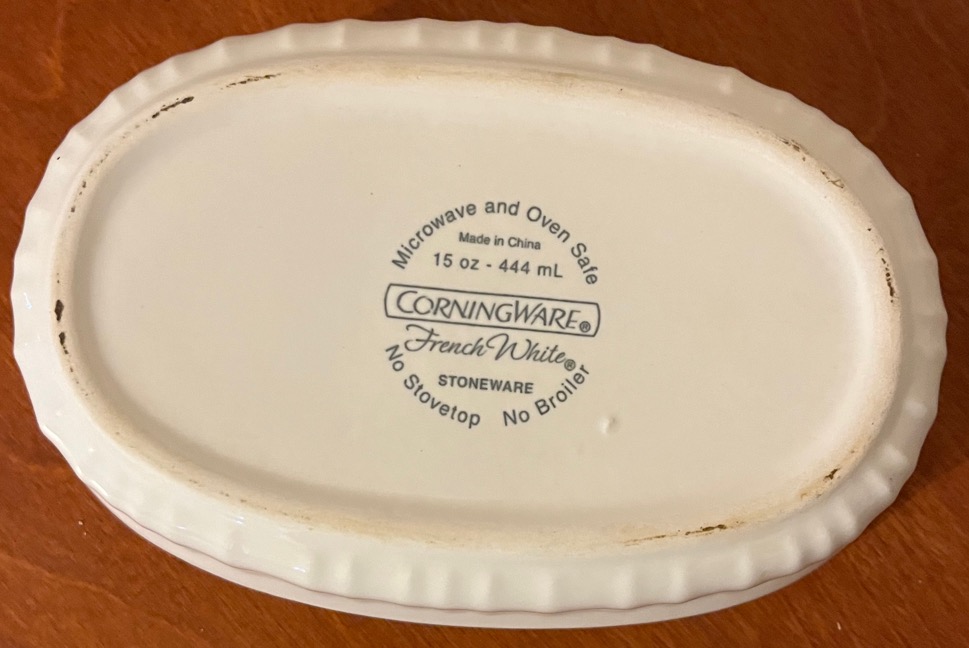 Microwave and Oven Safe
Made in China
15 oz - 444 mL
CORNINGWARE®
French White®
STONEWARE
No Stovetop No Broiler